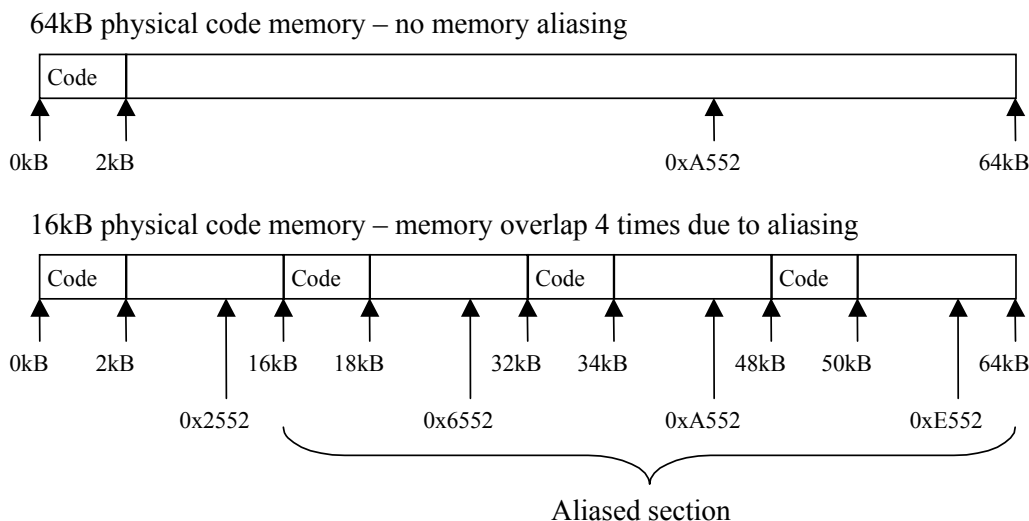 64kB physical code memory – no memory aliasing
Code
0kB 2kB 0xA552 64kB
16kB physical code memory – memory overlap 4 times due to aliasing
Code Code Code Code
0kB 2kB 16kB 18kB 32kB 34kB 48kB 50kB 64kB
0x2552 0x6552 0xA552 0xE552
Aliased section